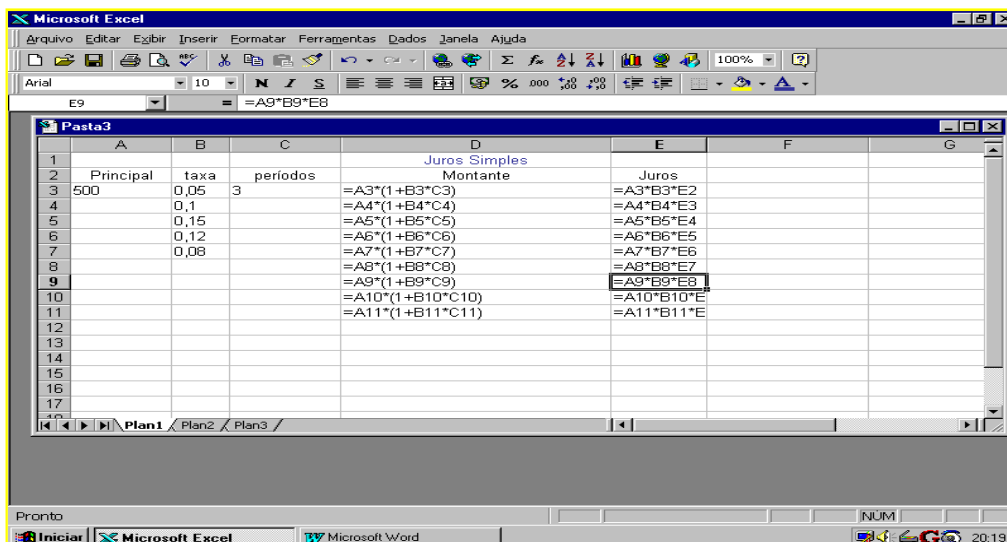 Microsoft Excel
Arquivo Editar Exibir Inserir Formatar Ferramentas Dados Janela Ajuda
100%
Arial 10 N I S % 000
E9 = =A9*B9*E8
Pasta3
A B C D E F G
1 Juros Simples
2 Principal taxa períodos Montante Juros
3 500 0,05 3 =A3*(1+B3*C3) =A3*B3*E2
4 0,1 =A4*(1+B4*C4) =A4*B4*E3
5 0,15 =A5*(1+B5*C5) =A5*B5*E4
6 0,12 =A6*(1+B6*C6) =A6*B6*E5
7 0,08 =A7*(1+B7*C7) =A7*B7*E6
8 =A8*(1+B8*C8) =A8*B8*E7
9 =A9*(1+B9*C9) =A9*B9*E8
10 =A10*(1+B10*C10) =A10*B10*E
11 =A11*(1+B11*C11) =A11*B11*E
12
13
14
15
16
17
Plan1 Plan2 Plan3
Pronto NÚM
Iniciar Microsoft Excel Microsoft Word 20:19